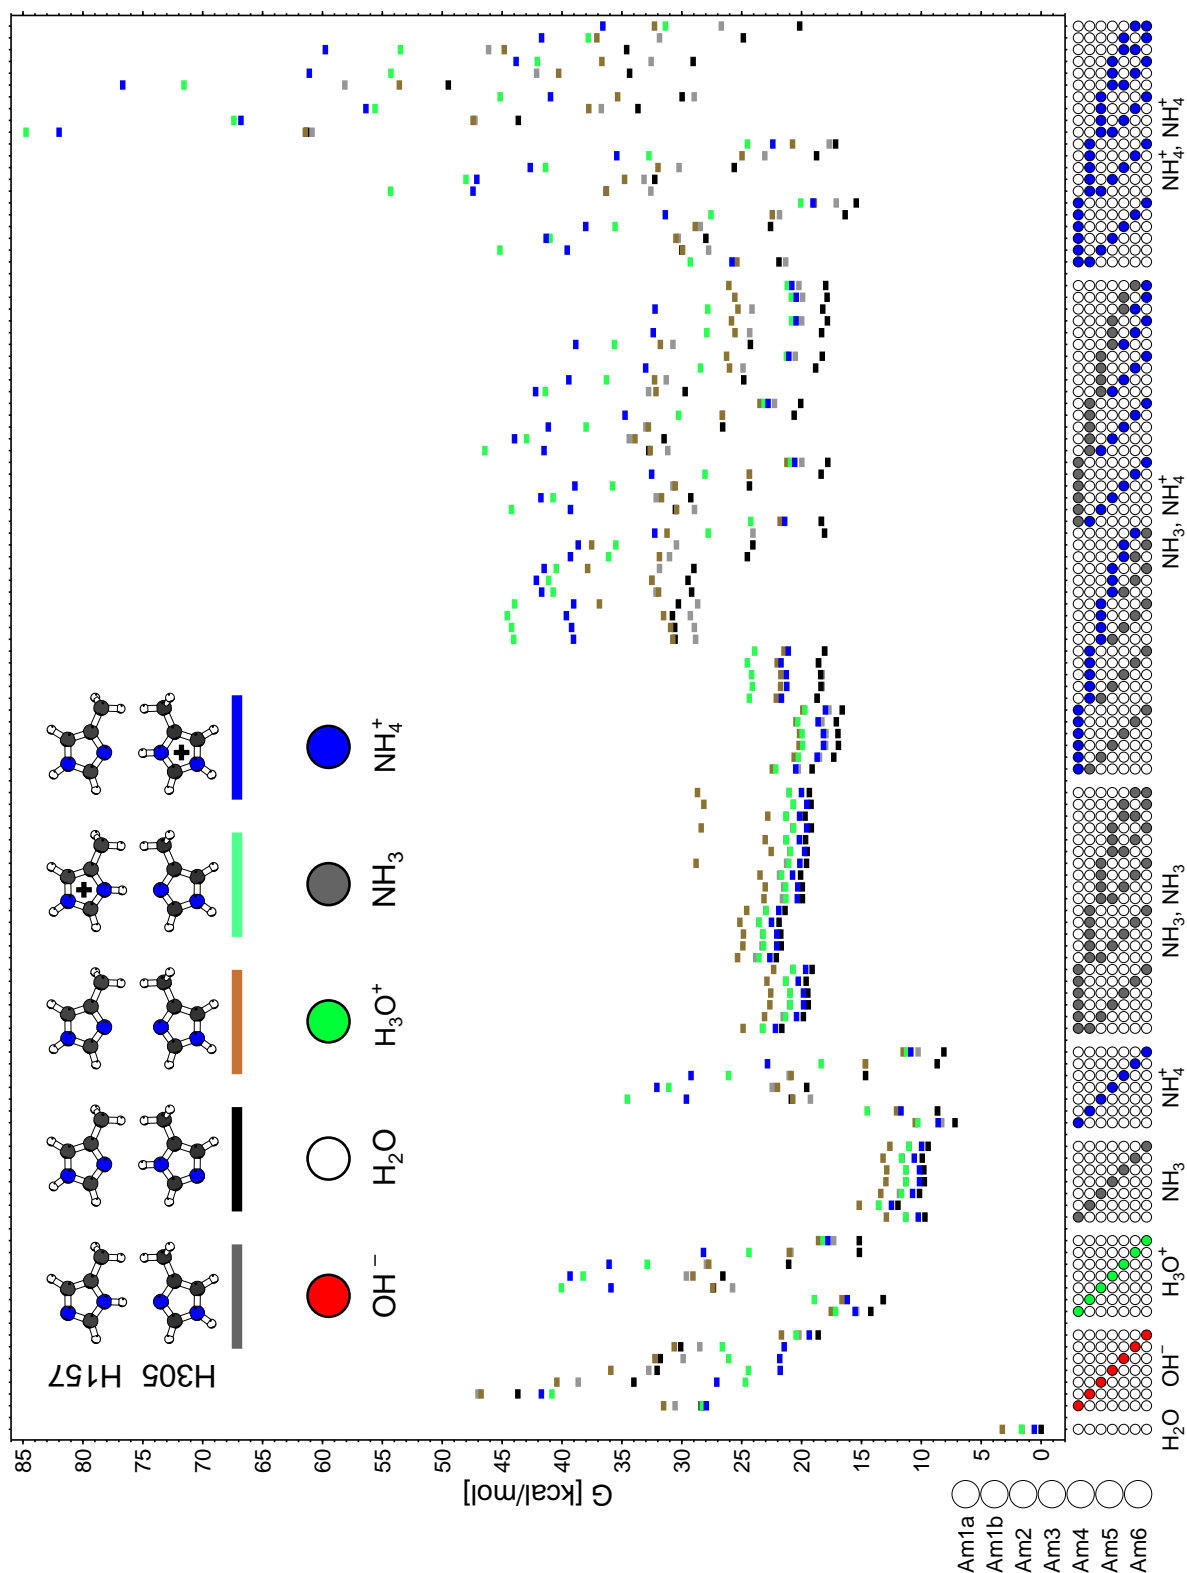 H157
H305
+
+
OH⁻
H₂O
H₃O⁺
NH₃
NH₄⁺
G [kcal/mol]
85
80
75
70
65
60
55
50
45
40
35
30
25
20
15
10
5
0
Am1a
Am1b
Am2
Am3
Am4
Am5
Am6
H₂O
OH⁻
H₃O⁺
NH₃
NH₄⁺
NH₃, NH₃
NH₃, NH₄⁺
NH₄⁺, NH₄⁺